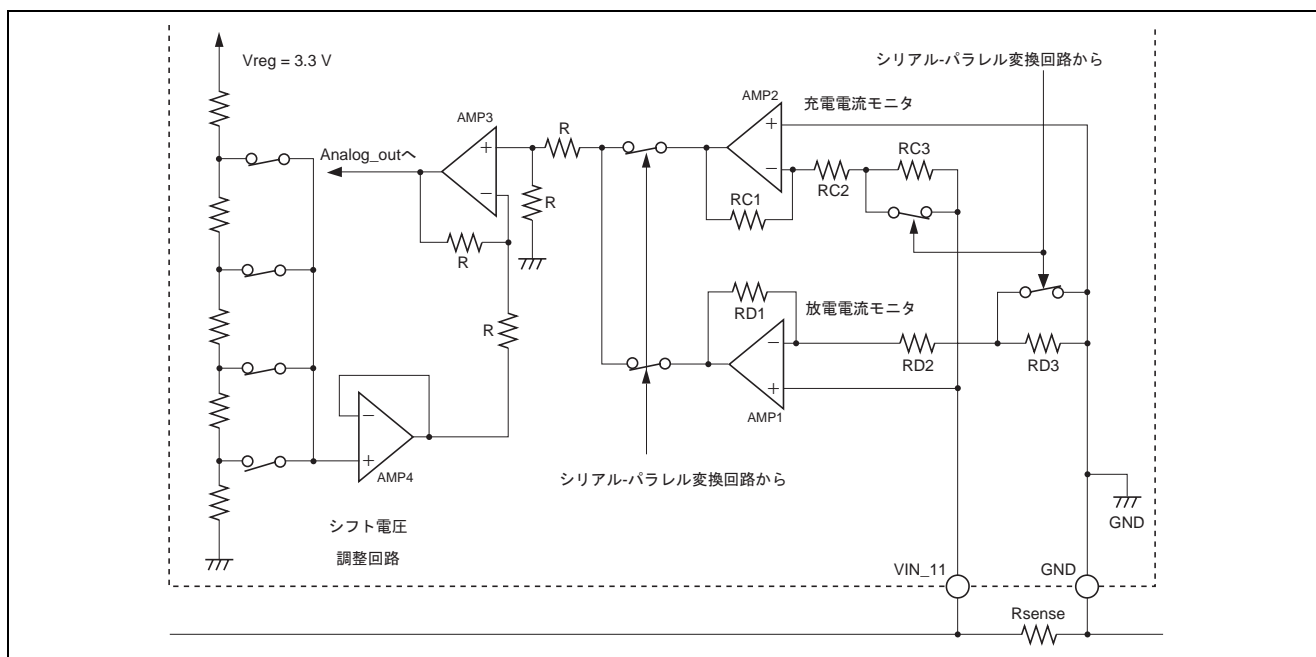 Vreg = 3.3 V
シリアル-パラレル変換回路から
AMP2
充電電流モニタ
AMP3
R
Analog_outへ
RC3
RC2
R
RC1
R
RD1
放電電流モニタ
R
RD2
RD3
AMP1
AMP4
シリアル-パラレル変換回路から
シフト電圧
調整回路
GND
VIN_11
GND
Rsense